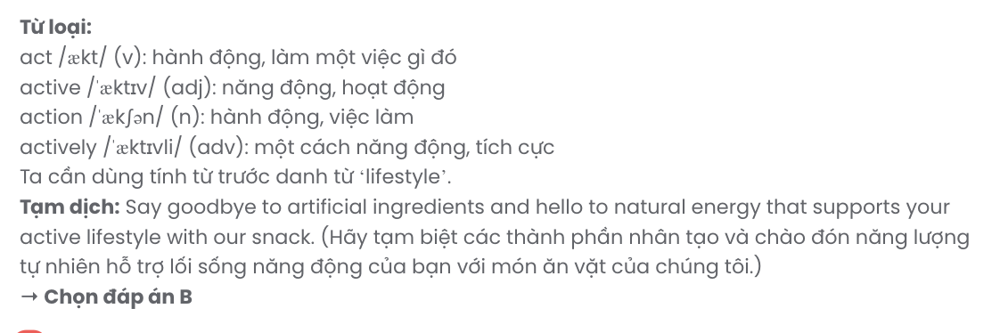 Từ loại:
act /ækt/ (v): hành động, làm một việc gì đó
active /ˈæktɪv/ (adj): năng động, hoạt động
action /ˈækʃən/ (n): hành động, việc làm
actively /ˈæktɪvli/ (adv): một cách năng động, tích cực
Ta cần dùng tính từ trước danh từ ‘lifestyle’.
Tạm dịch: Say goodbye to artificial ingredients and hello to natural energy that supports your
active lifestyle with our snack. (Hãy tạm biệt các thành phần nhân tạo và chào đón năng lượng
tự nhiên hỗ trợ lối sống năng động của bạn với món ăn vặt của chúng tôi.)
→ Chọn đáp án B